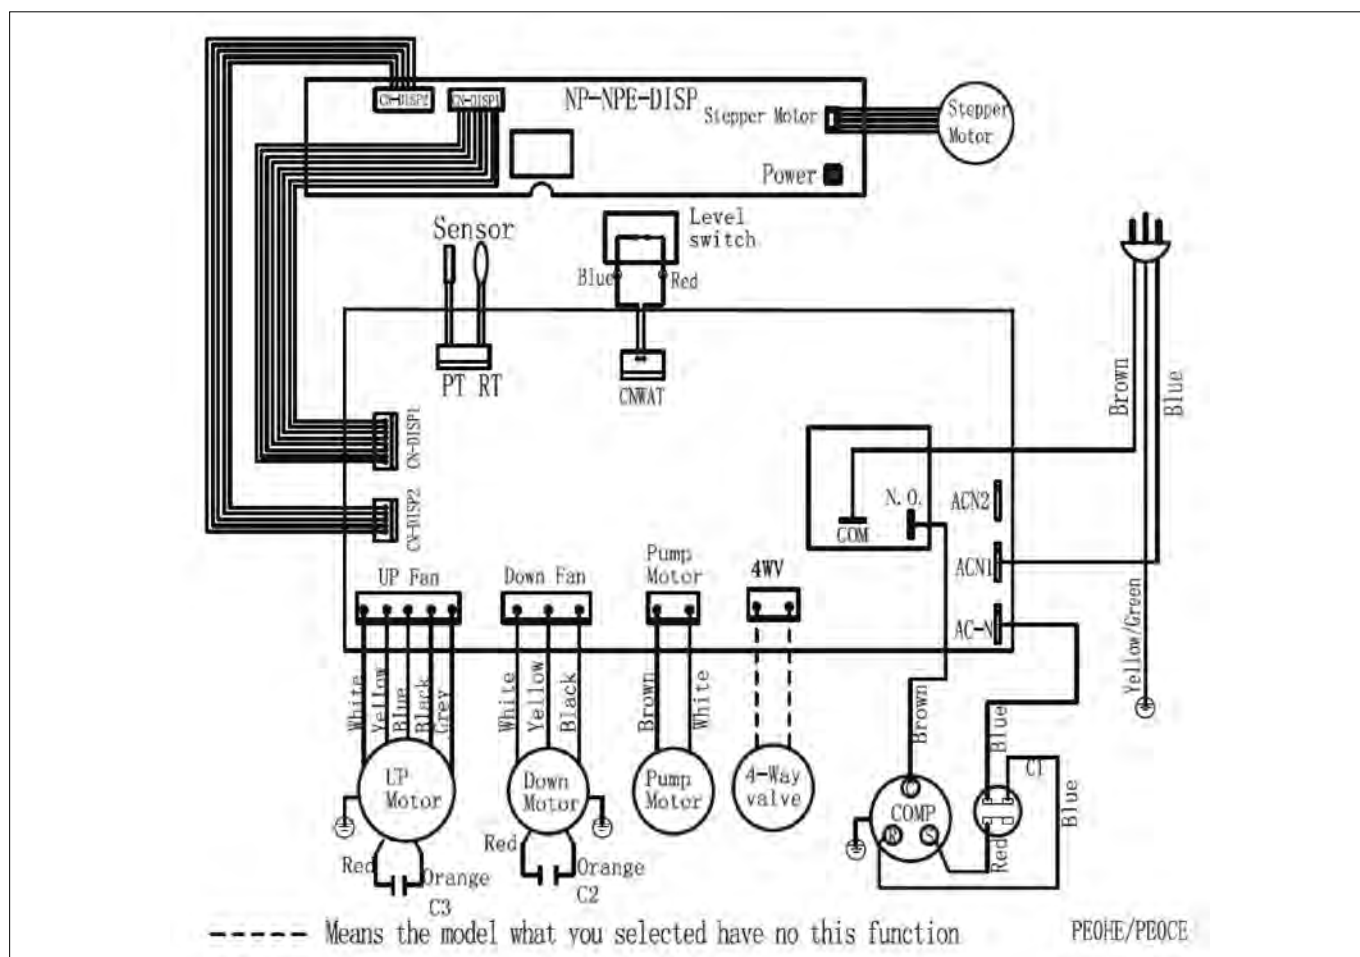 CN-DISP2
CN-DISP1
NP-NPE-DISP
Stepper Motor
Stepper
Motor
Power
Sensor
Level
switch
Blue
Red
PT RT
CNWAT
Brown
Blue
CN-DISP1
CN-DISP2
N.O.
COM
ACN2
ACN1
AC-N
UP Fan
Down Fan
Pump
Motor
4WV
Yellow/Green
White
Yellow
Blue
Black
Grey
White
Yellow
Black
Brown
White
Brown
Blue
C1
Blue
UP
Motor
Down
Motor
Pump
Motor
4-Way
valve
COMP
R
S
Red
Red
Orange
C3
Red
Orange
C2
Means the model what you selected have no this function
PE0HE/PE0CE